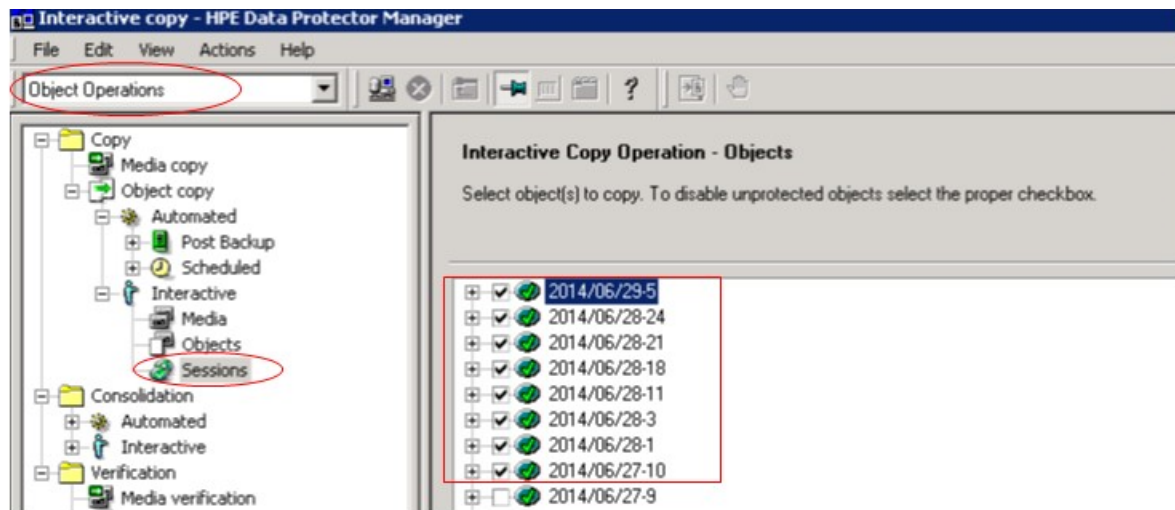 Interactive copy - HPE Data Protector Manager
File Edit View Actions Help
Object Operations
Copy
Media copy
Object copy
Automated
Post Backup
Scheduled
Interactive
Media
Objects
Sessions
Consolidation
Automated
Interactive
Verification
Media verification
Interactive Copy Operation - Objects
Select object(s) to copy. To disable unprotected objects select the proper checkbox.
2014/06/29-5
2014/06/28-24
2014/06/28-21
2014/06/28-18
2014/06/28-11
2014/06/28-3
2014/06/28-1
2014/06/27-10
2014/06/27-9